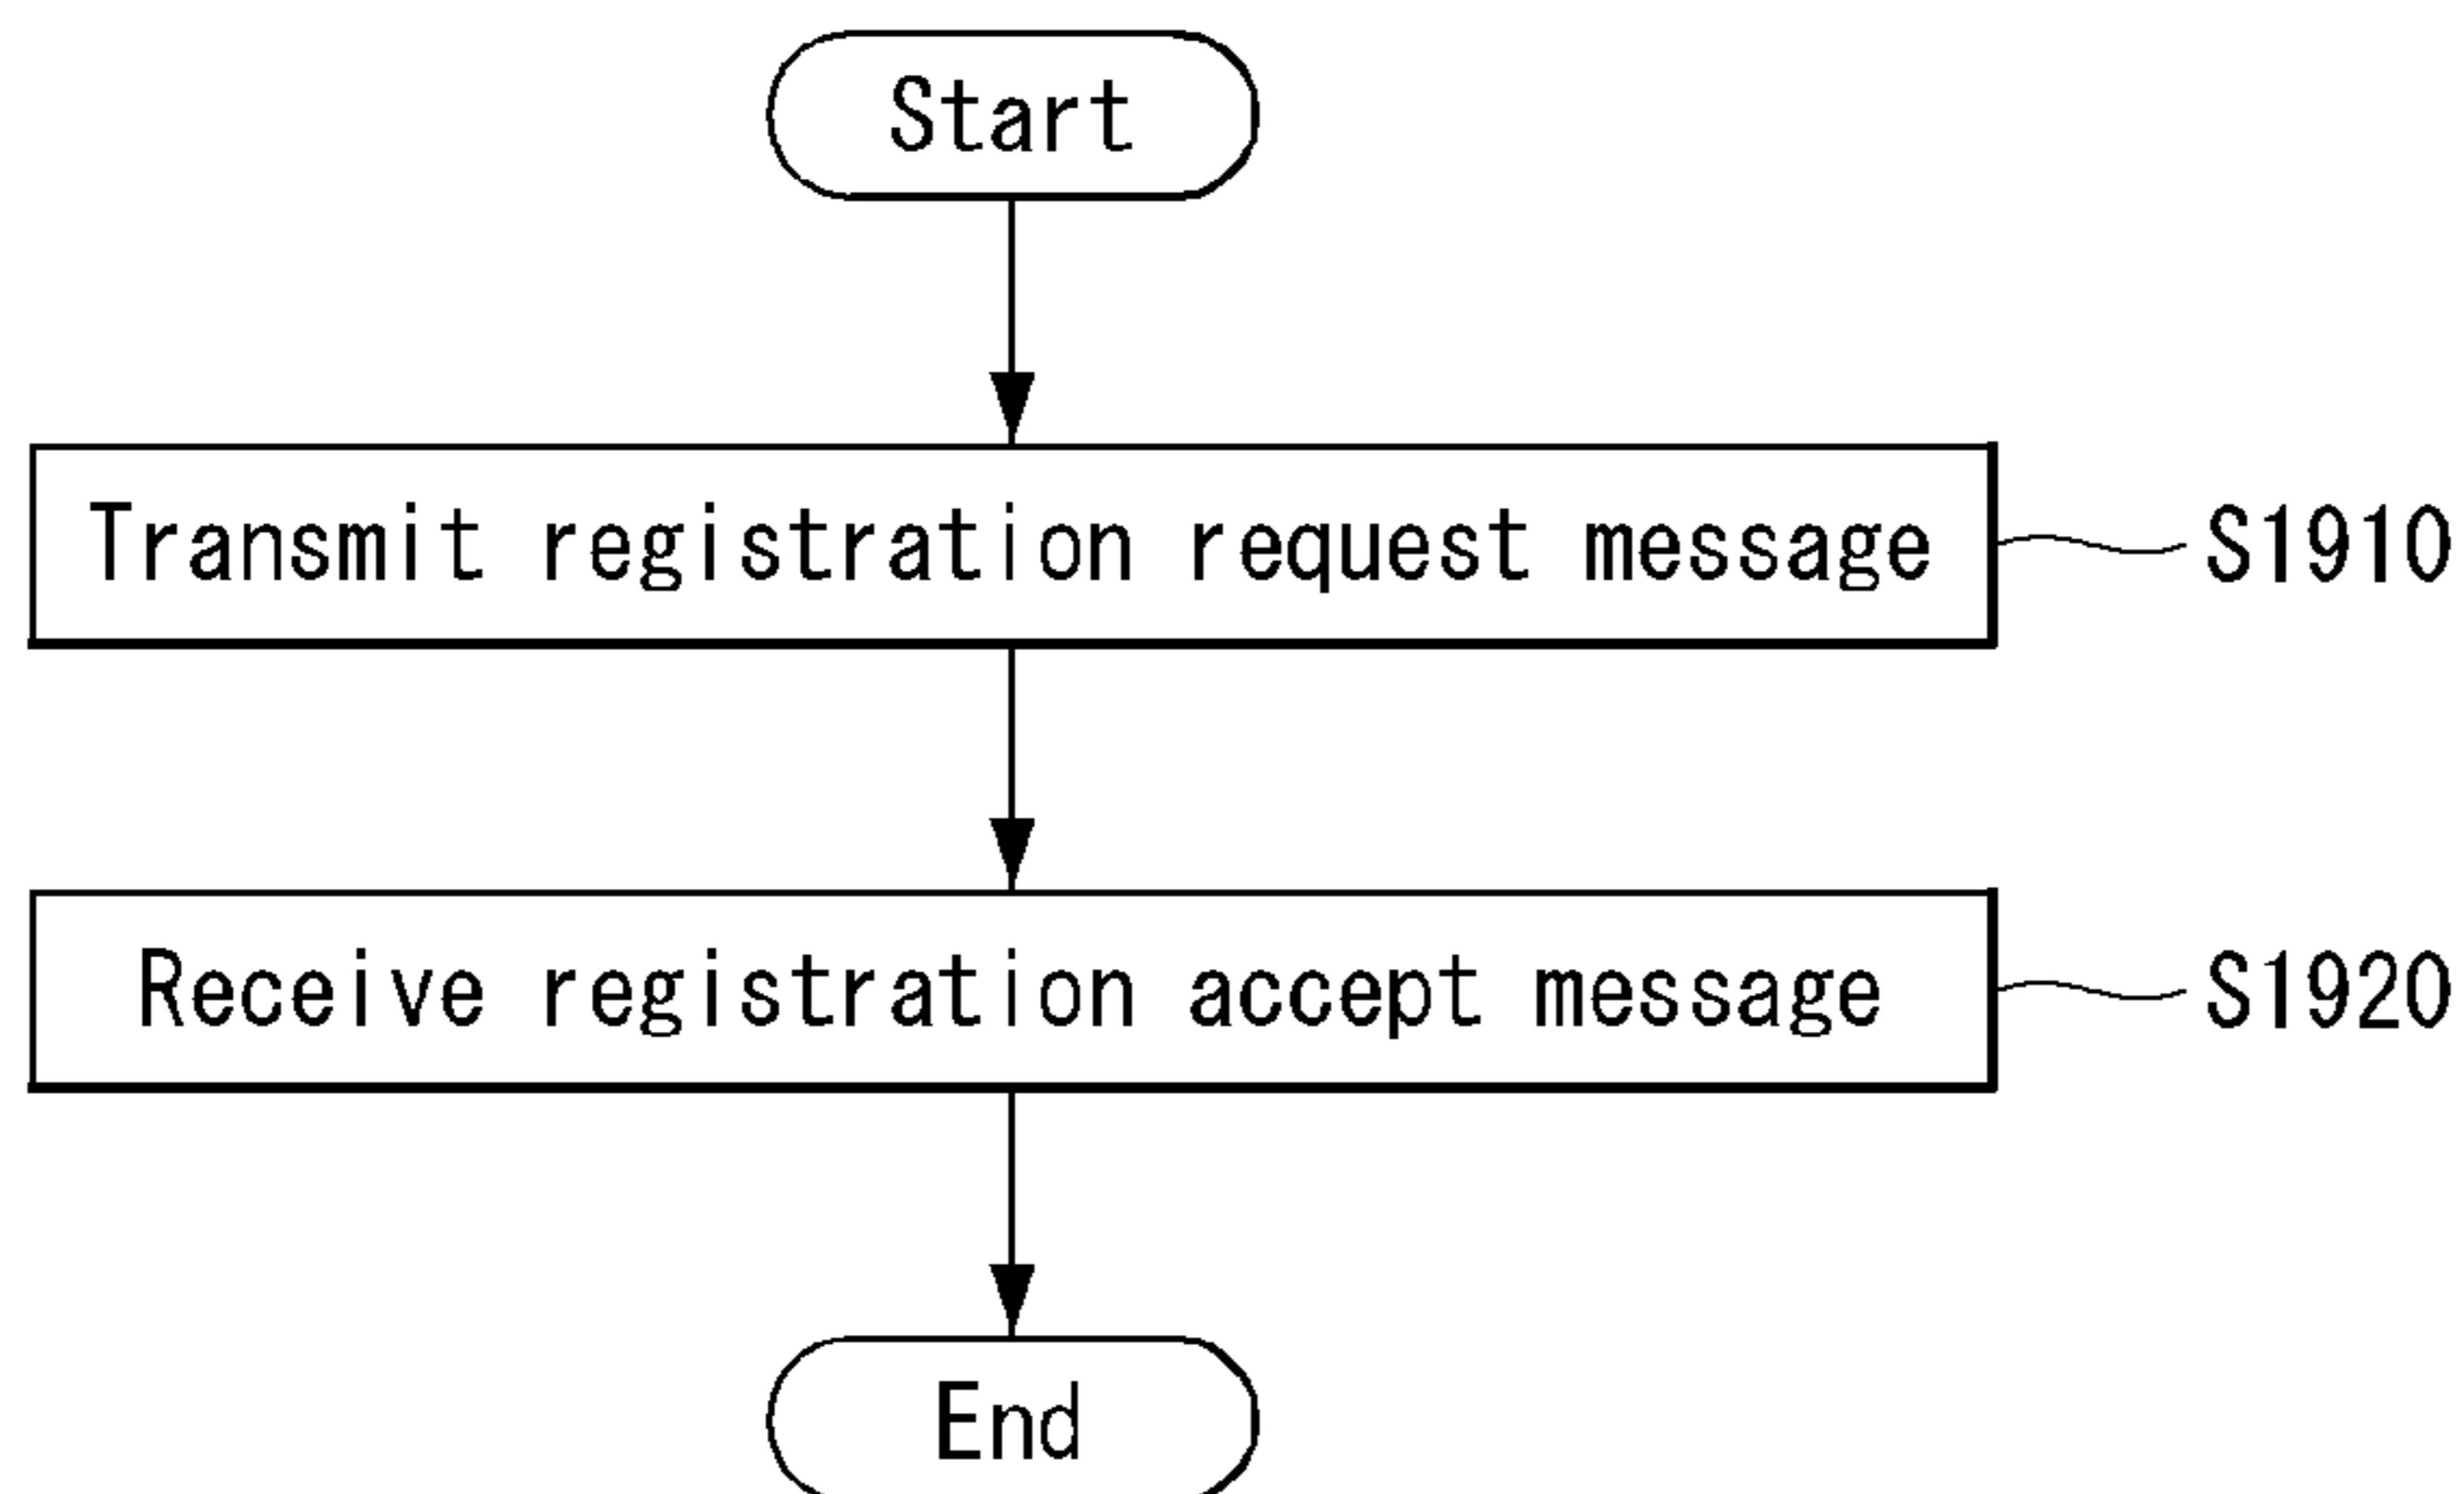 Start
Transmit registration request message
S1910
Receive registration accept message
S1920
End